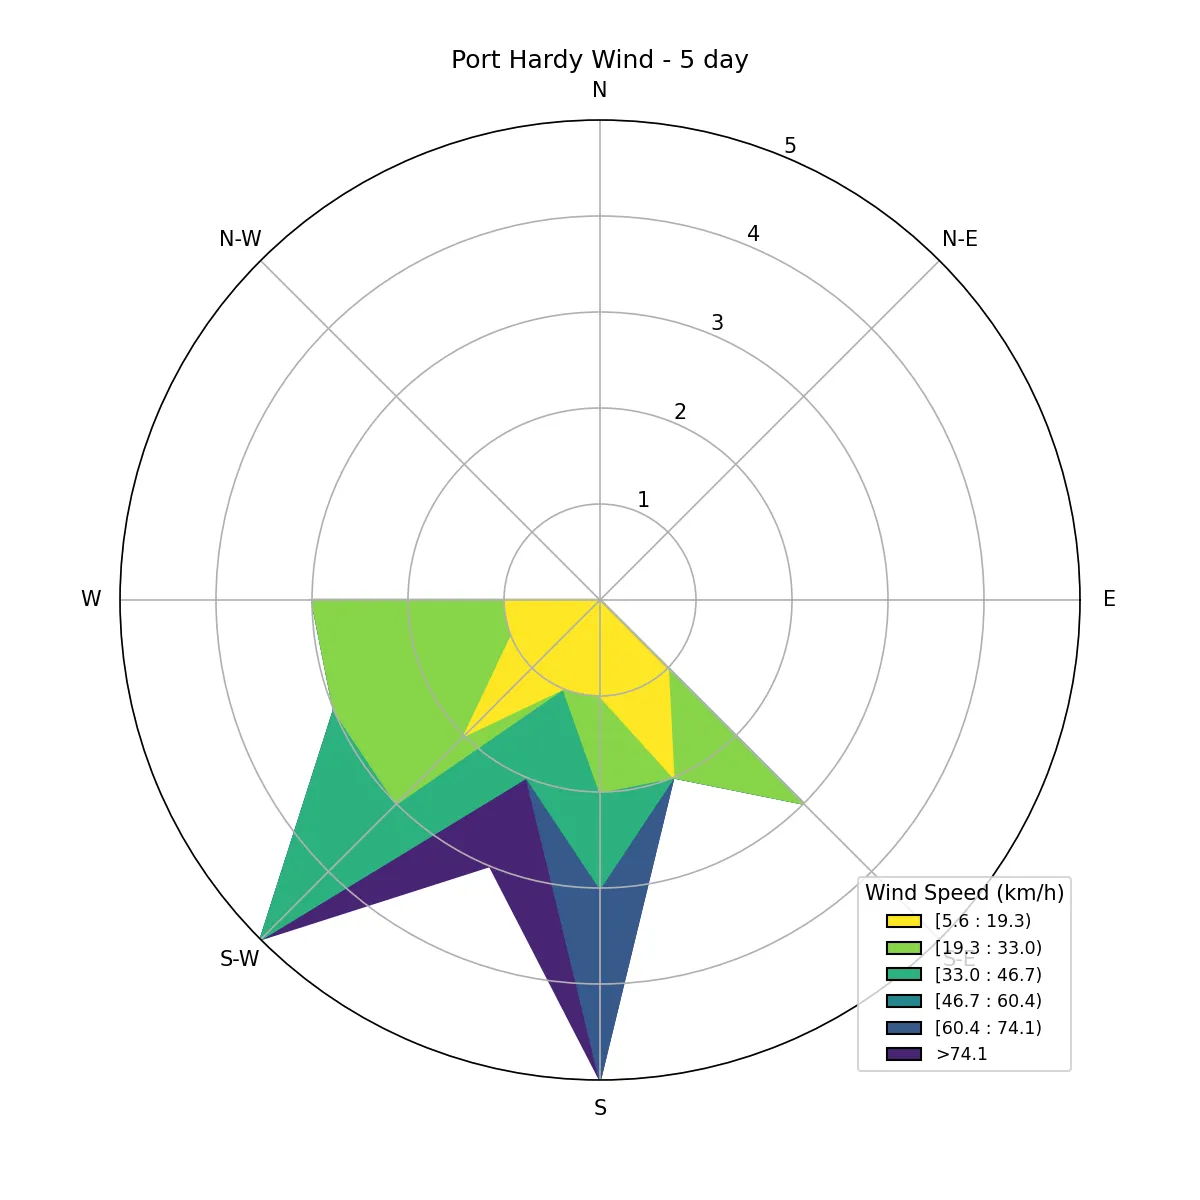 Port Hardy Wind - 5 day
N
5
N-W
N-E
4
3
2
1
W
E
Wind Speed (km/h)
[5.6 : 19.3)
[19.3 : 33.0)
S-W
S-E
[33.0 : 46.7)
[46.7 : 60.4)
[60.4 : 74.1)
>74.1
S